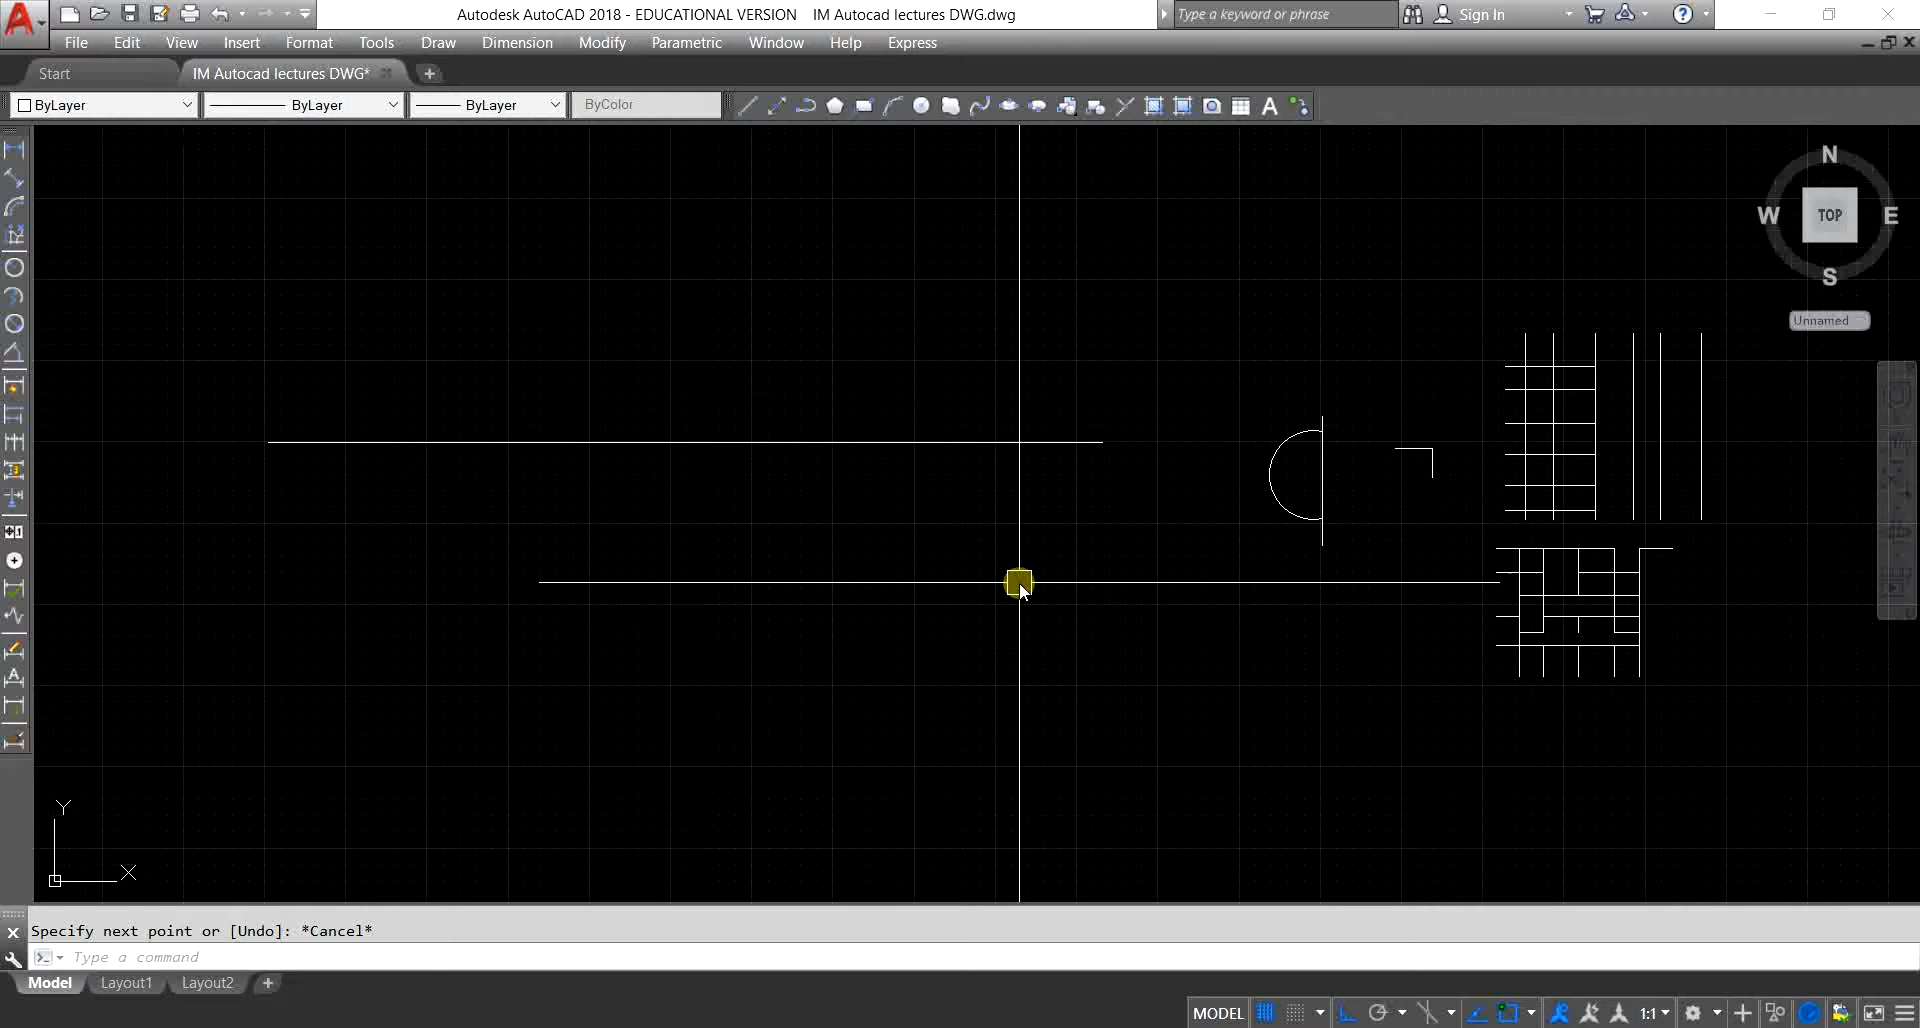 Autodesk AutoCAD 2018 - EDUCATIONAL VERSION IM Autocad lectures DWG.dwg
Type a keyword or phrase
Sign In
File Edit View Insert Format Tools Draw Dimension Modify Parametric Window Help Express
Start IM Autocad lectures DWG*
ByLayer ByLayer ByLayer ByColor
N
W TOP E
S
Unnamed
Y
X
Specify next point or [Undo]: *Cancel*
Type a command
Model Layout1 Layout2
MODEL 1:1